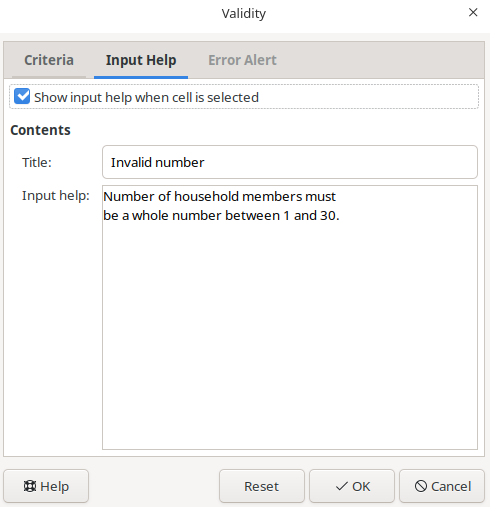 Validity
Criteria
Input Help
Error Alert
Show input help when cell is selected
Contents
Title:
Invalid number
Input help:
Number of household members must
be a whole number between 1 and 30.
Help
Reset
OK
Cancel